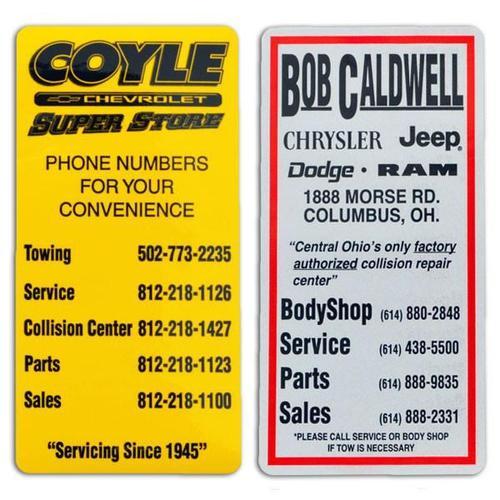 COYLE
CHEVROLET
SUPER STORE
PHONE NUMBERS
FOR YOUR
CONVENIENCE
Towing 502-773-2235
Service 812-218-1126
Collision Center 812-218-1427
Parts 812-218-1123
Sales 812-218-1100
“Servicing Since 1945”
BOB CALDWELL
CHRYSLER Jeep®
Dodge • RAM
1888 MORSE RD.
COLUMBUS, OH.
“Central Ohio's only factory
authorized collision repair
center”
BodyShop (614) 880-2848
Service (614) 438-5500
Parts (614) 888-9835
Sales (614) 888-2331
*PLEASE CALL SERVICE OR BODY SHOP
IF TOW IS NECESSARY